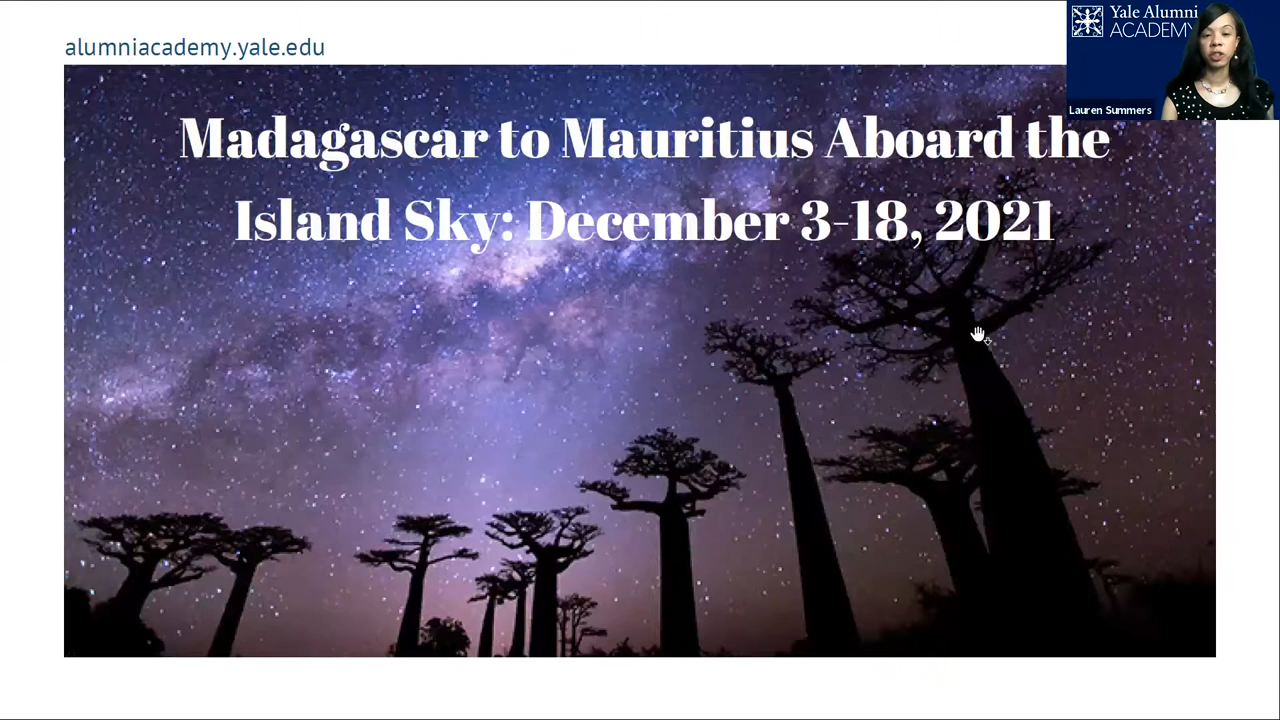 alumniacademy.yale.edu
Yale Alumni
ACADEMY
Lauren Summers
Madagascar to Mauritius Aboard the
Island Sky: December 3-18, 2021